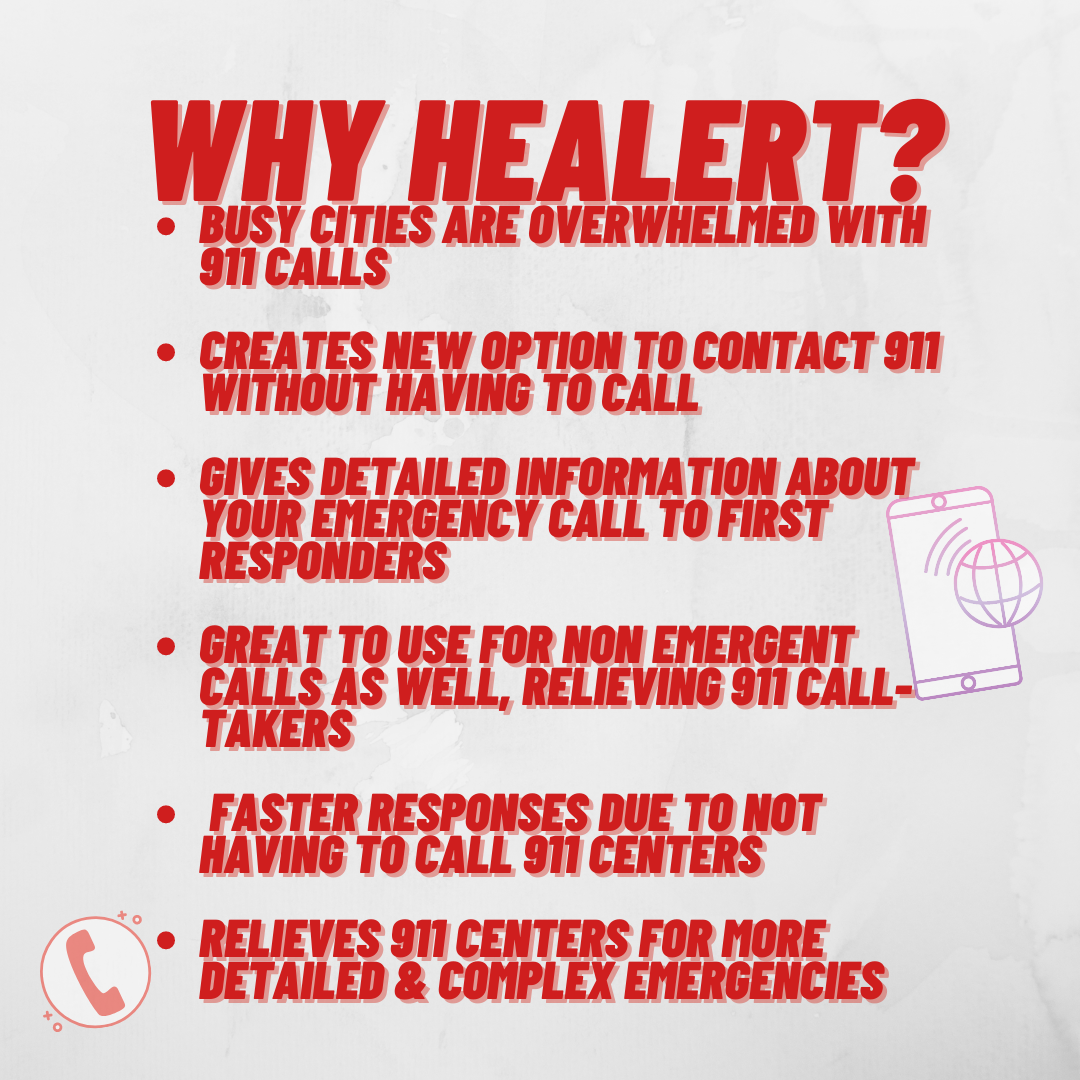 WHY HEALERT?
• BUSY CITIES ARE OVERWHELMED WITH
911 CALLS
• CREATES NEW OPTION TO CONTACT 911
WITHOUT HAVING TO CALL
• GIVES DETAILED INFORMATION ABOUT
YOUR EMERGENCY CALL TO FIRST
RESPONDERS
• GREAT TO USE FOR NON EMERGENT
CALLS AS WELL, RELIEVING 911 CALL-
TAKERS
• FASTER RESPONSES DUE TO NOT
HAVING TO CALL 911 CENTERS
• RELIEVES 911 CENTERS FOR MORE
DETAILED & COMPLEX EMERGENCIES